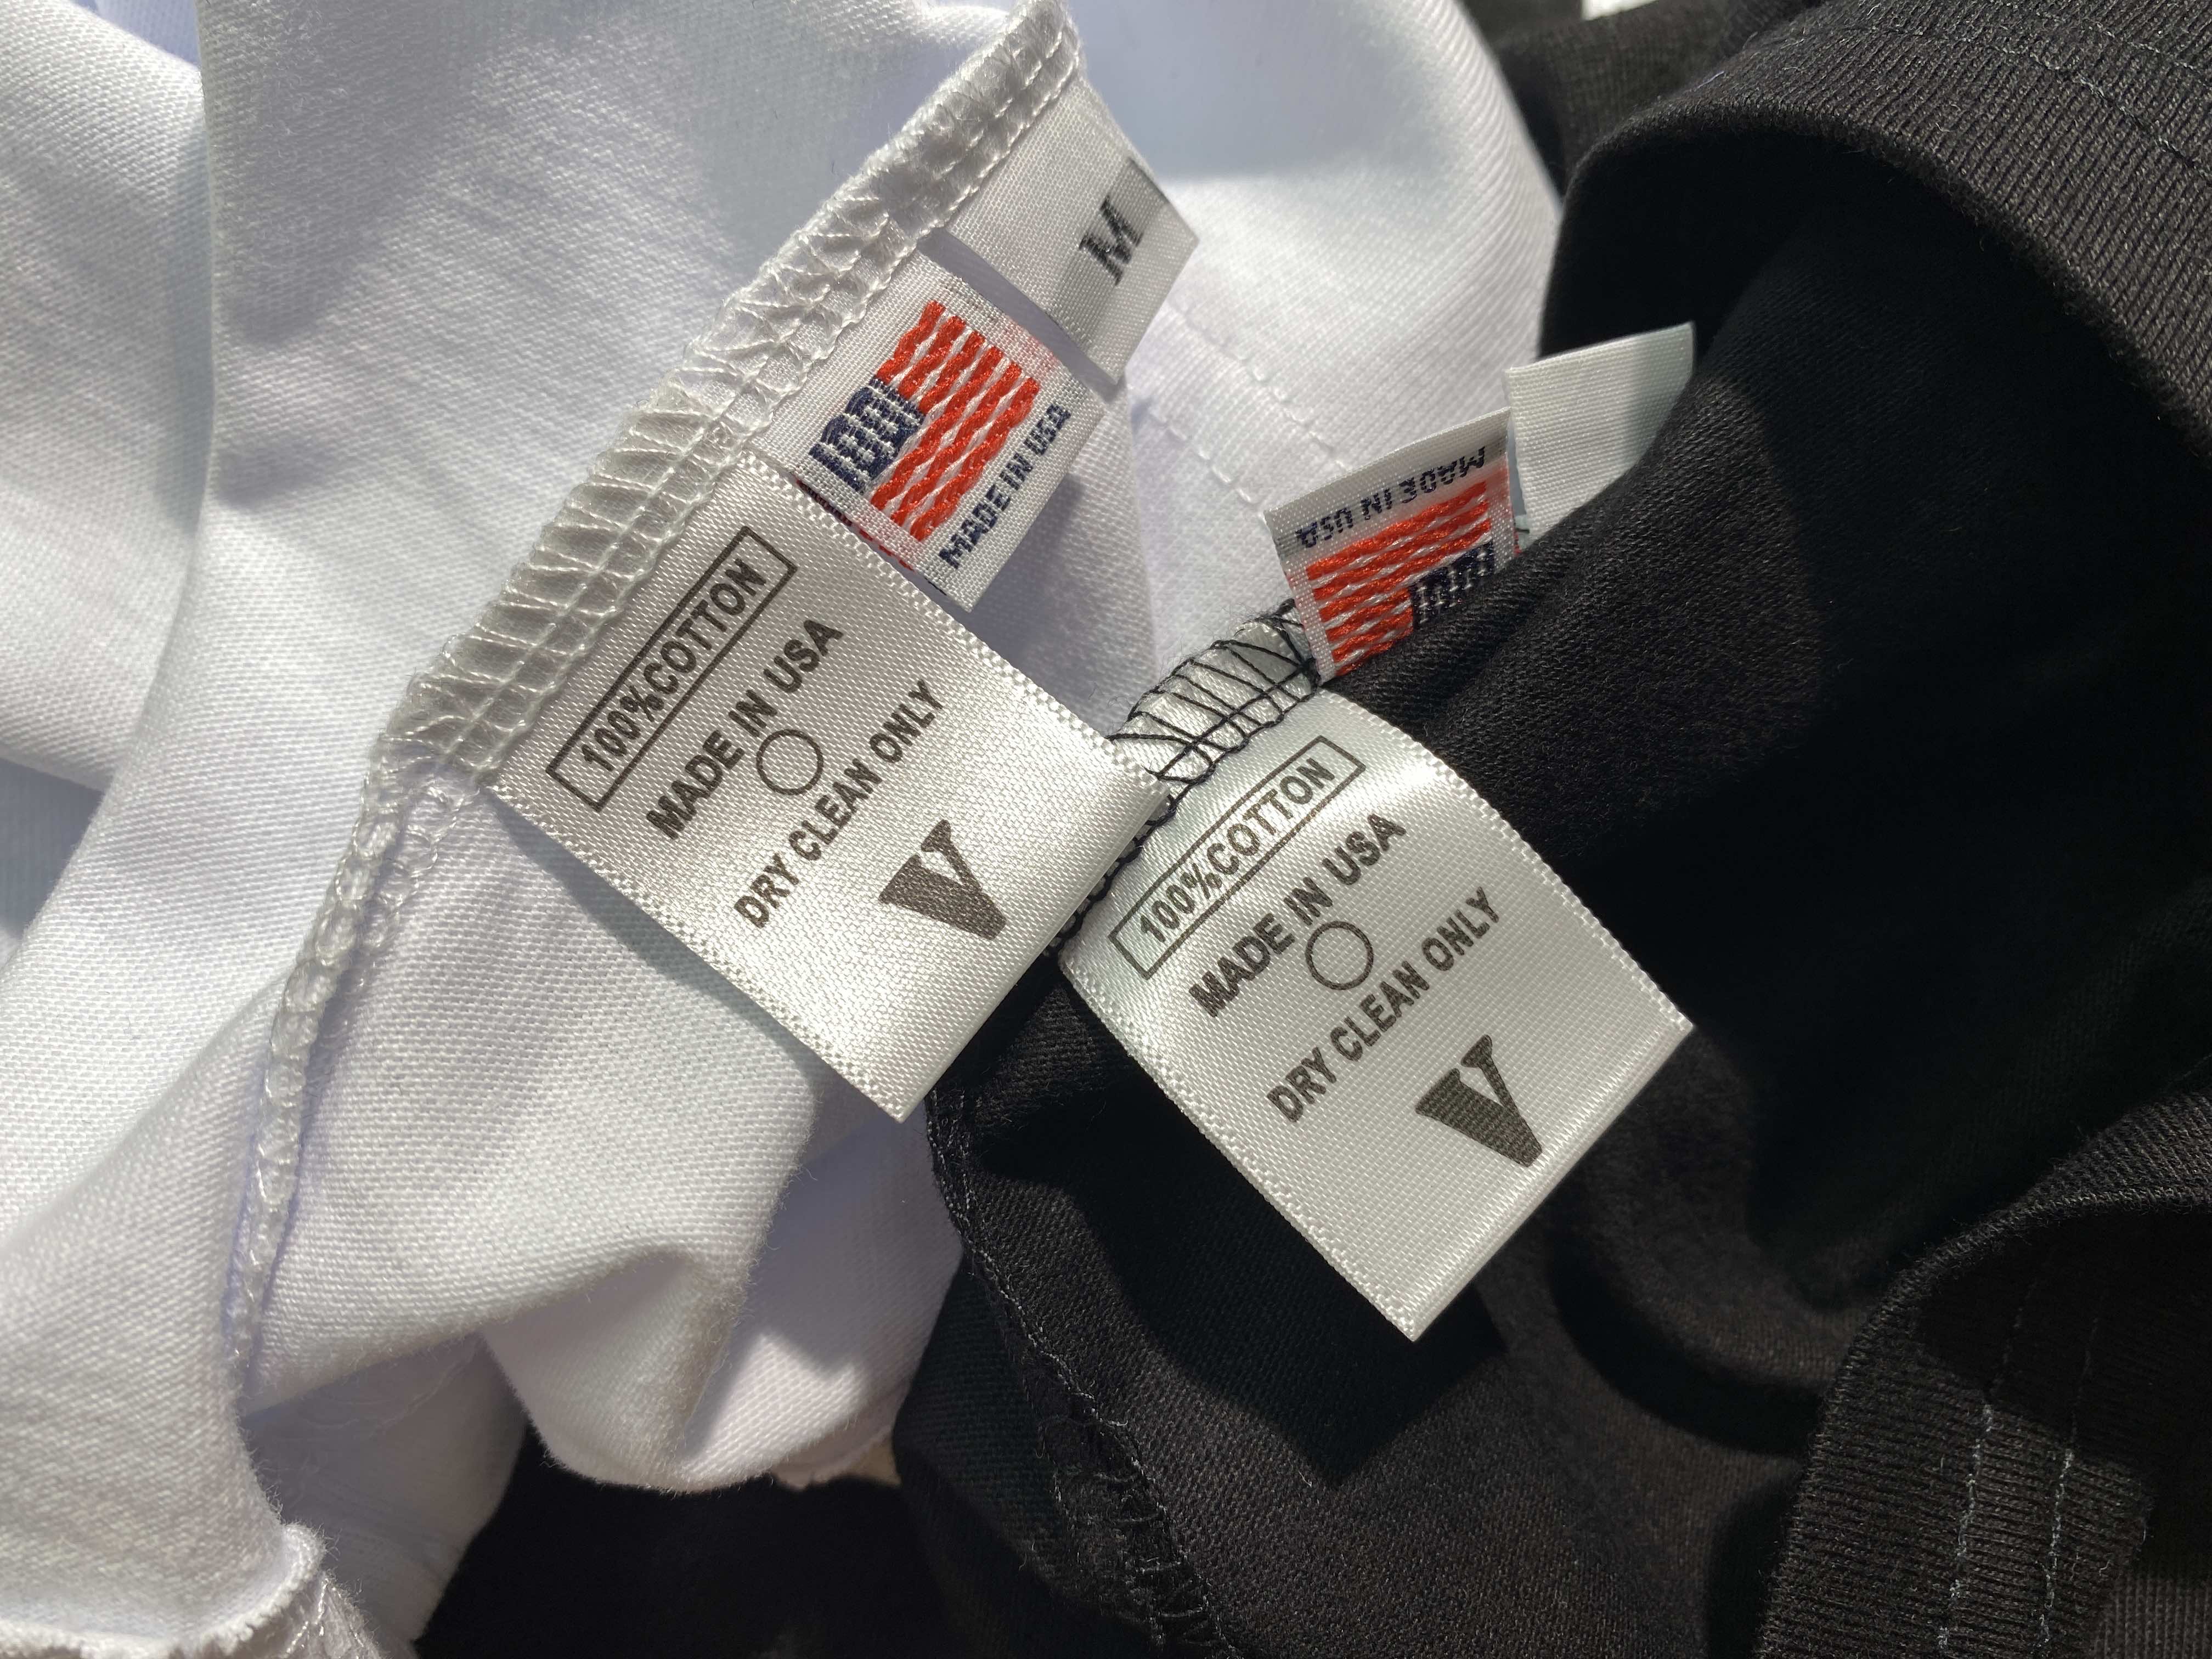 M
MADE IN USA
100%COTTON
MADE IN USA
DRY CLEAN ONLY
V
MADE IN USA
100%COTTON
MADE IN USA
DRY CLEAN ONLY
V